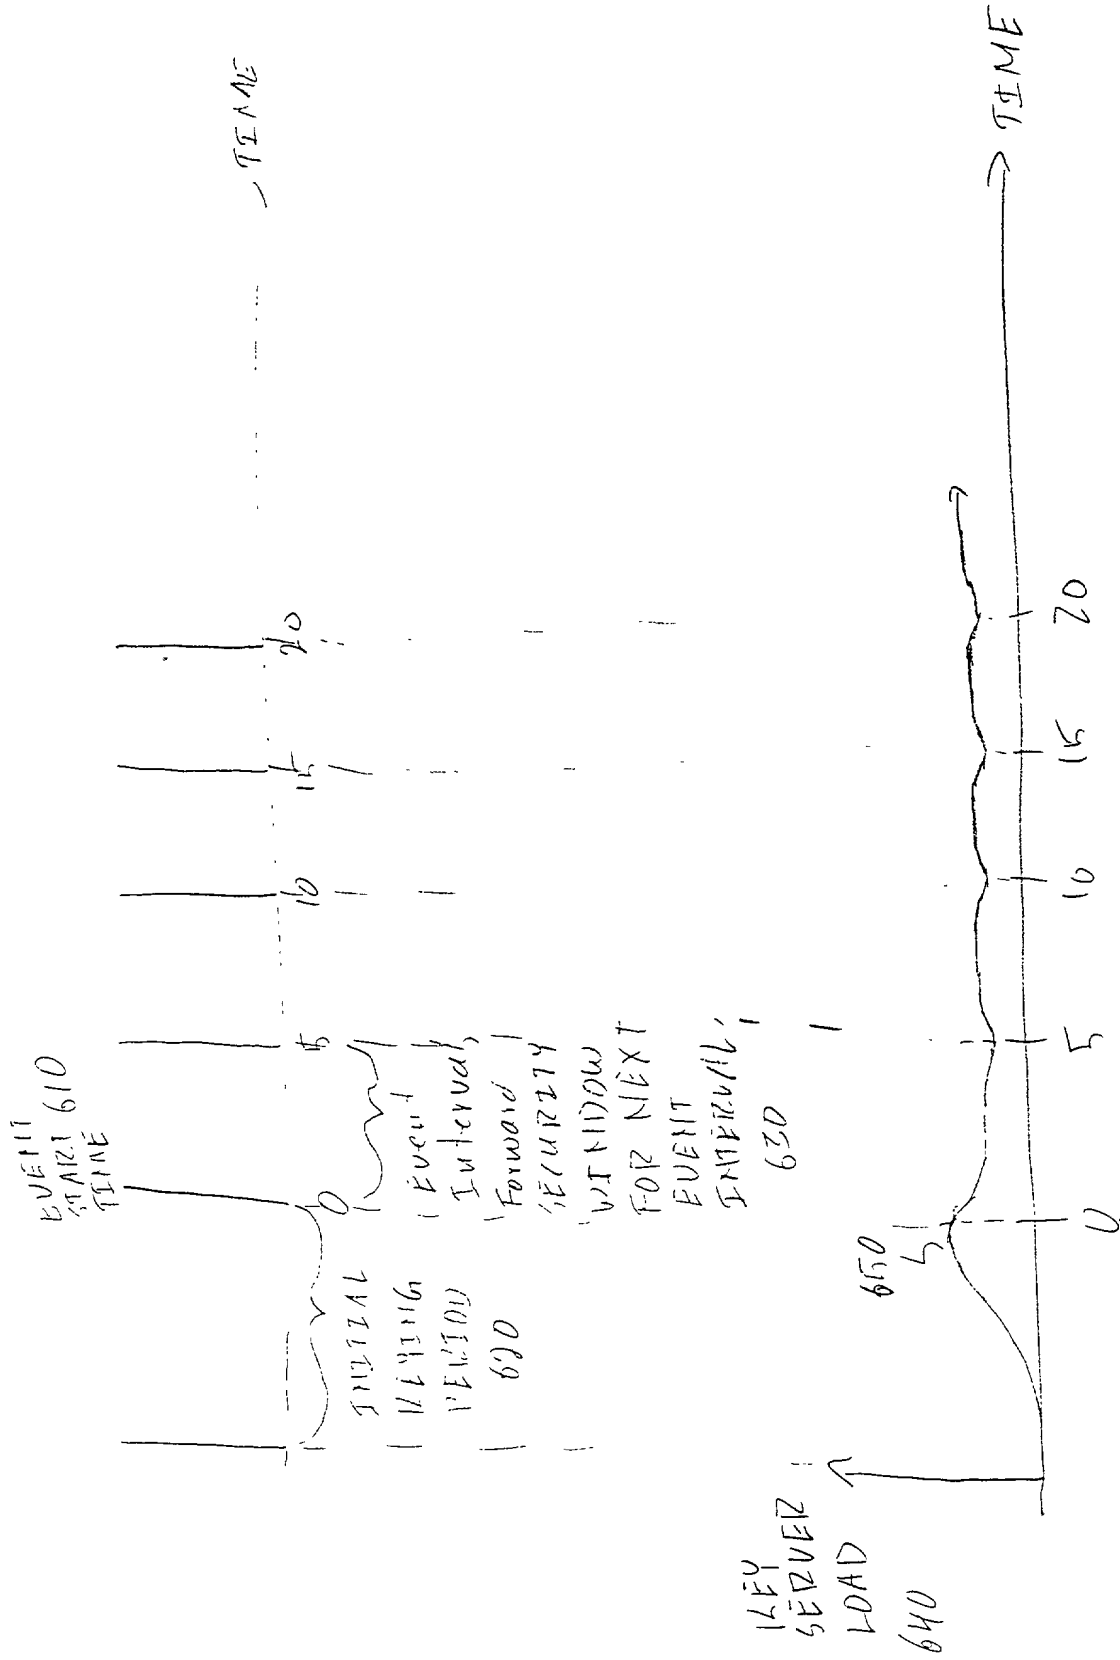 EVENT
START 610
TIME
TIME
0
5
10
15
20
INITIAL
KEYING
PERIOD
620
Event
Interval,
Forward
SECURITY
WINDOW
FOR NEXT
EVENT
INTERVAL,
630
KEY
SERVER
LOAD
640
650
0
5
10
15
20
TIME